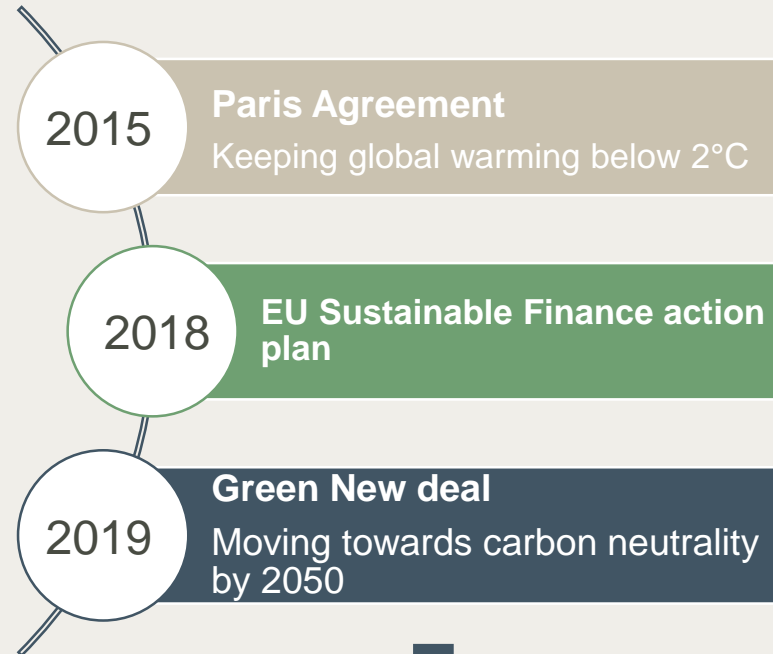 2015
Paris Agreement
Keeping global warming below 2°C
2018
EU Sustainable Finance action
plan
2019
Green New deal
Moving towards carbon neutrality
by 2050